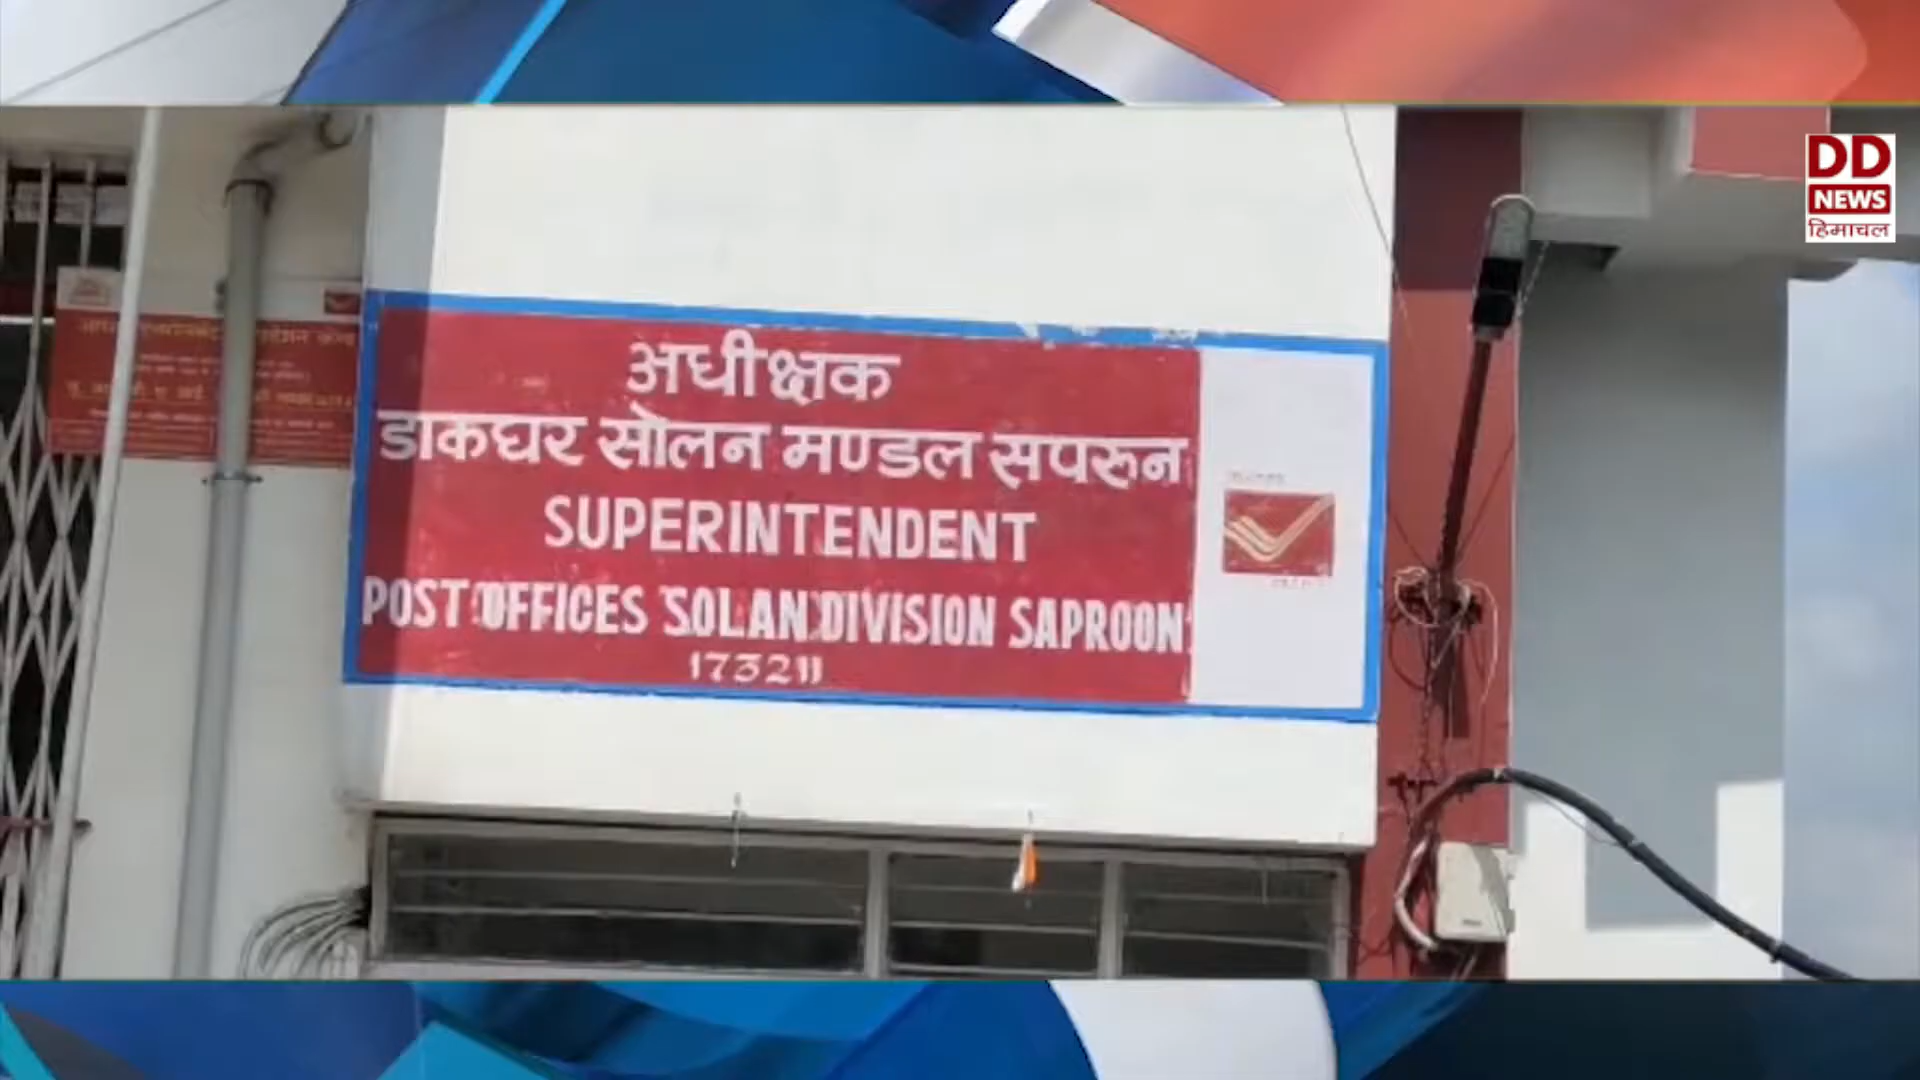 DD
NEWS
हिमाचल
अधीक्षक
डाकघर सोलन मण्डल सपरून
SUPERINTENDENT
POST OFFICES SOLAN DIVISION SAPROON
173211